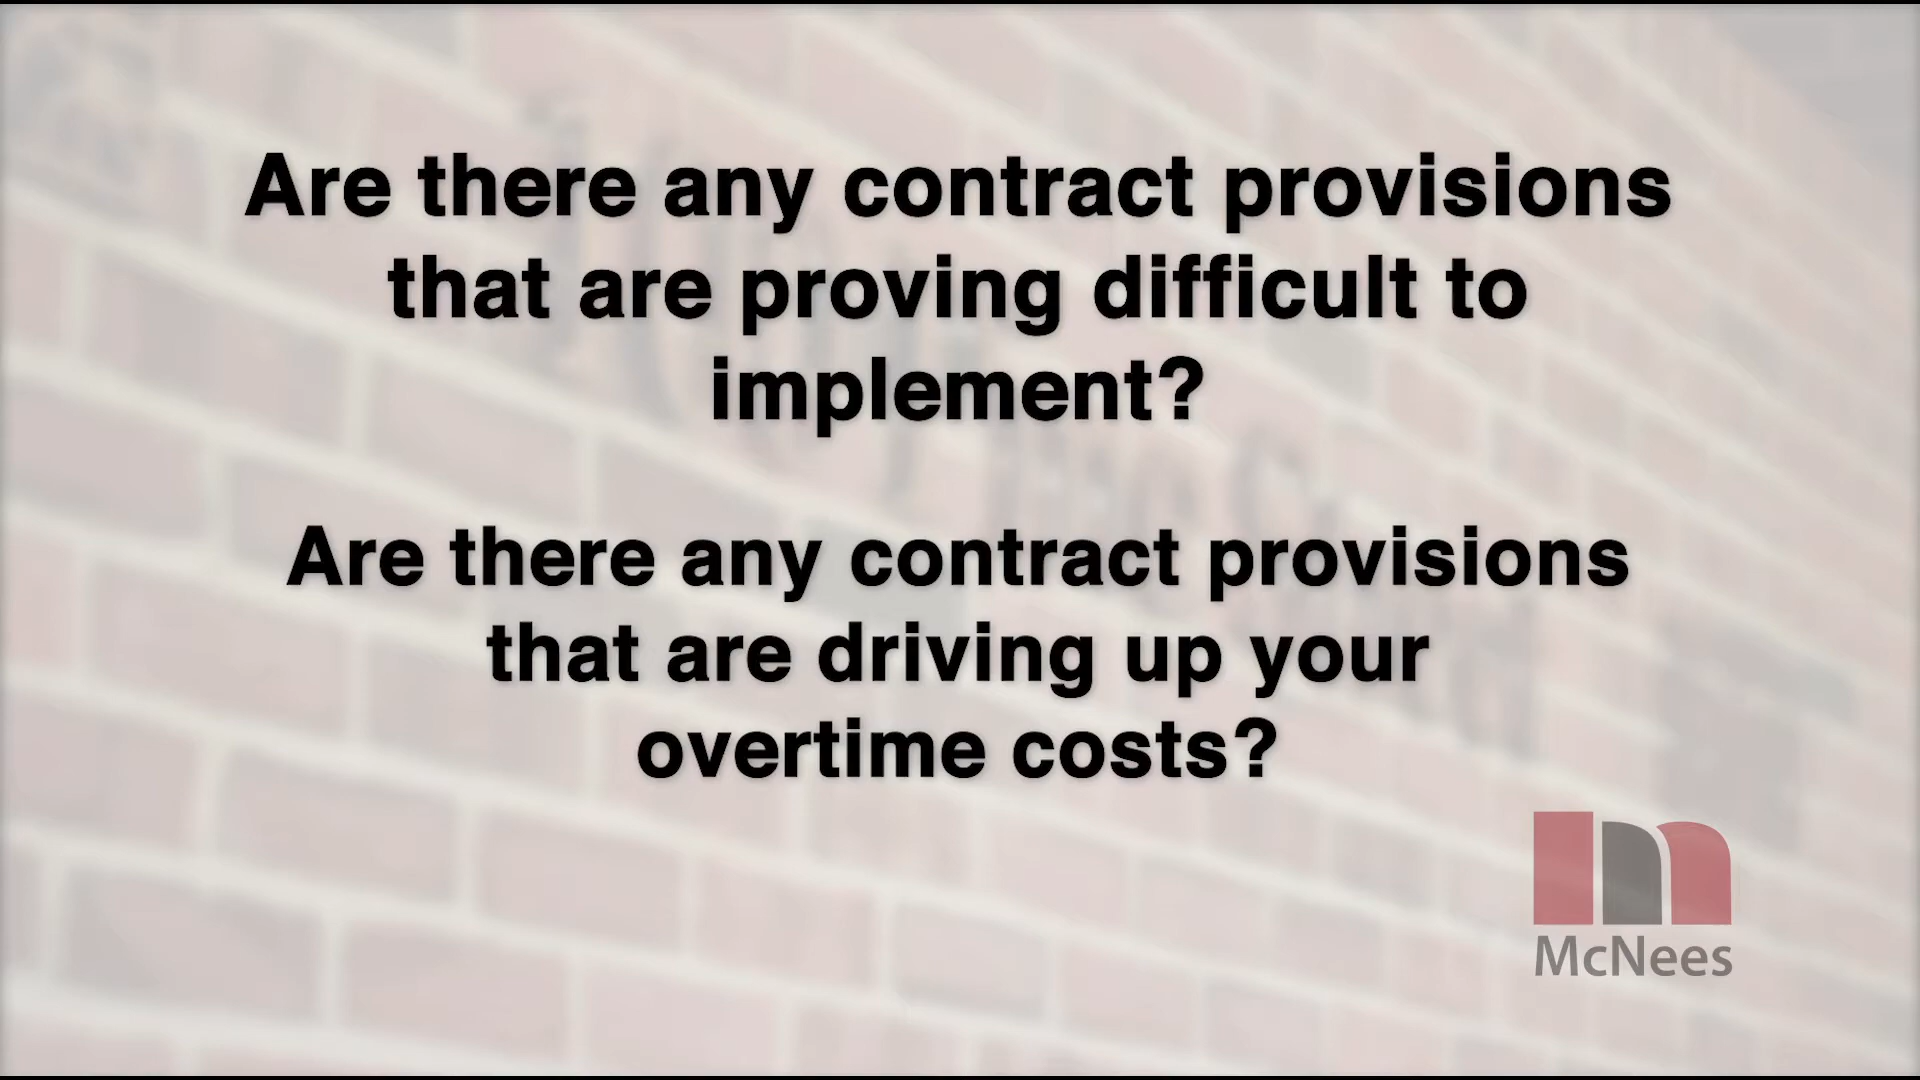 Are there any contract provisions
that are proving difficult to
implement?
Are there any contract provisions
that are driving up your
overtime costs?
McNees